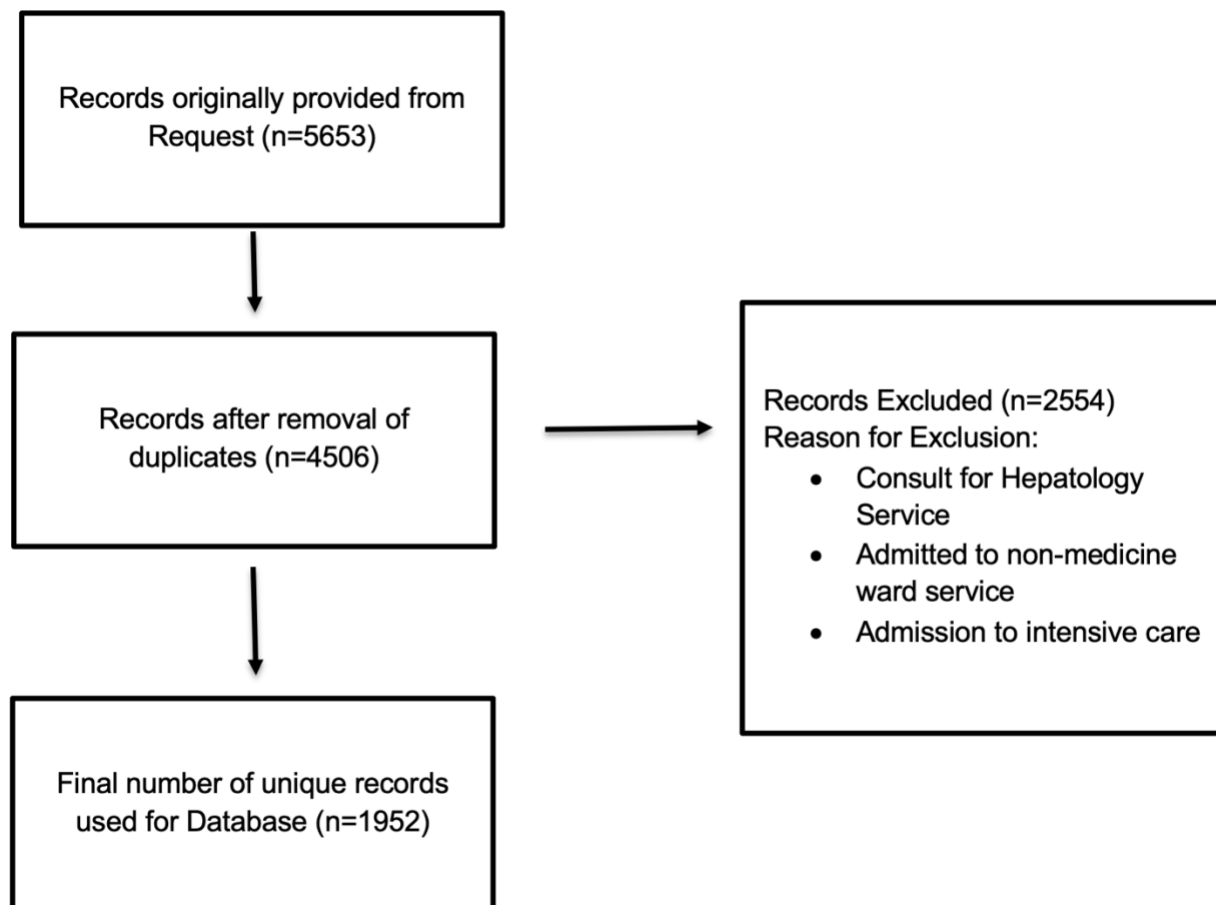 Records originally provided from
Request (n=5653)
Records after removal of
duplicates (n=4506)
Records Excluded (n=2554)
Reason for Exclusion:
• Consult for Hepatology
Service
• Admitted to non-medicine
ward service
• Admission to intensive care
Final number of unique records
used for Database (n=1952)